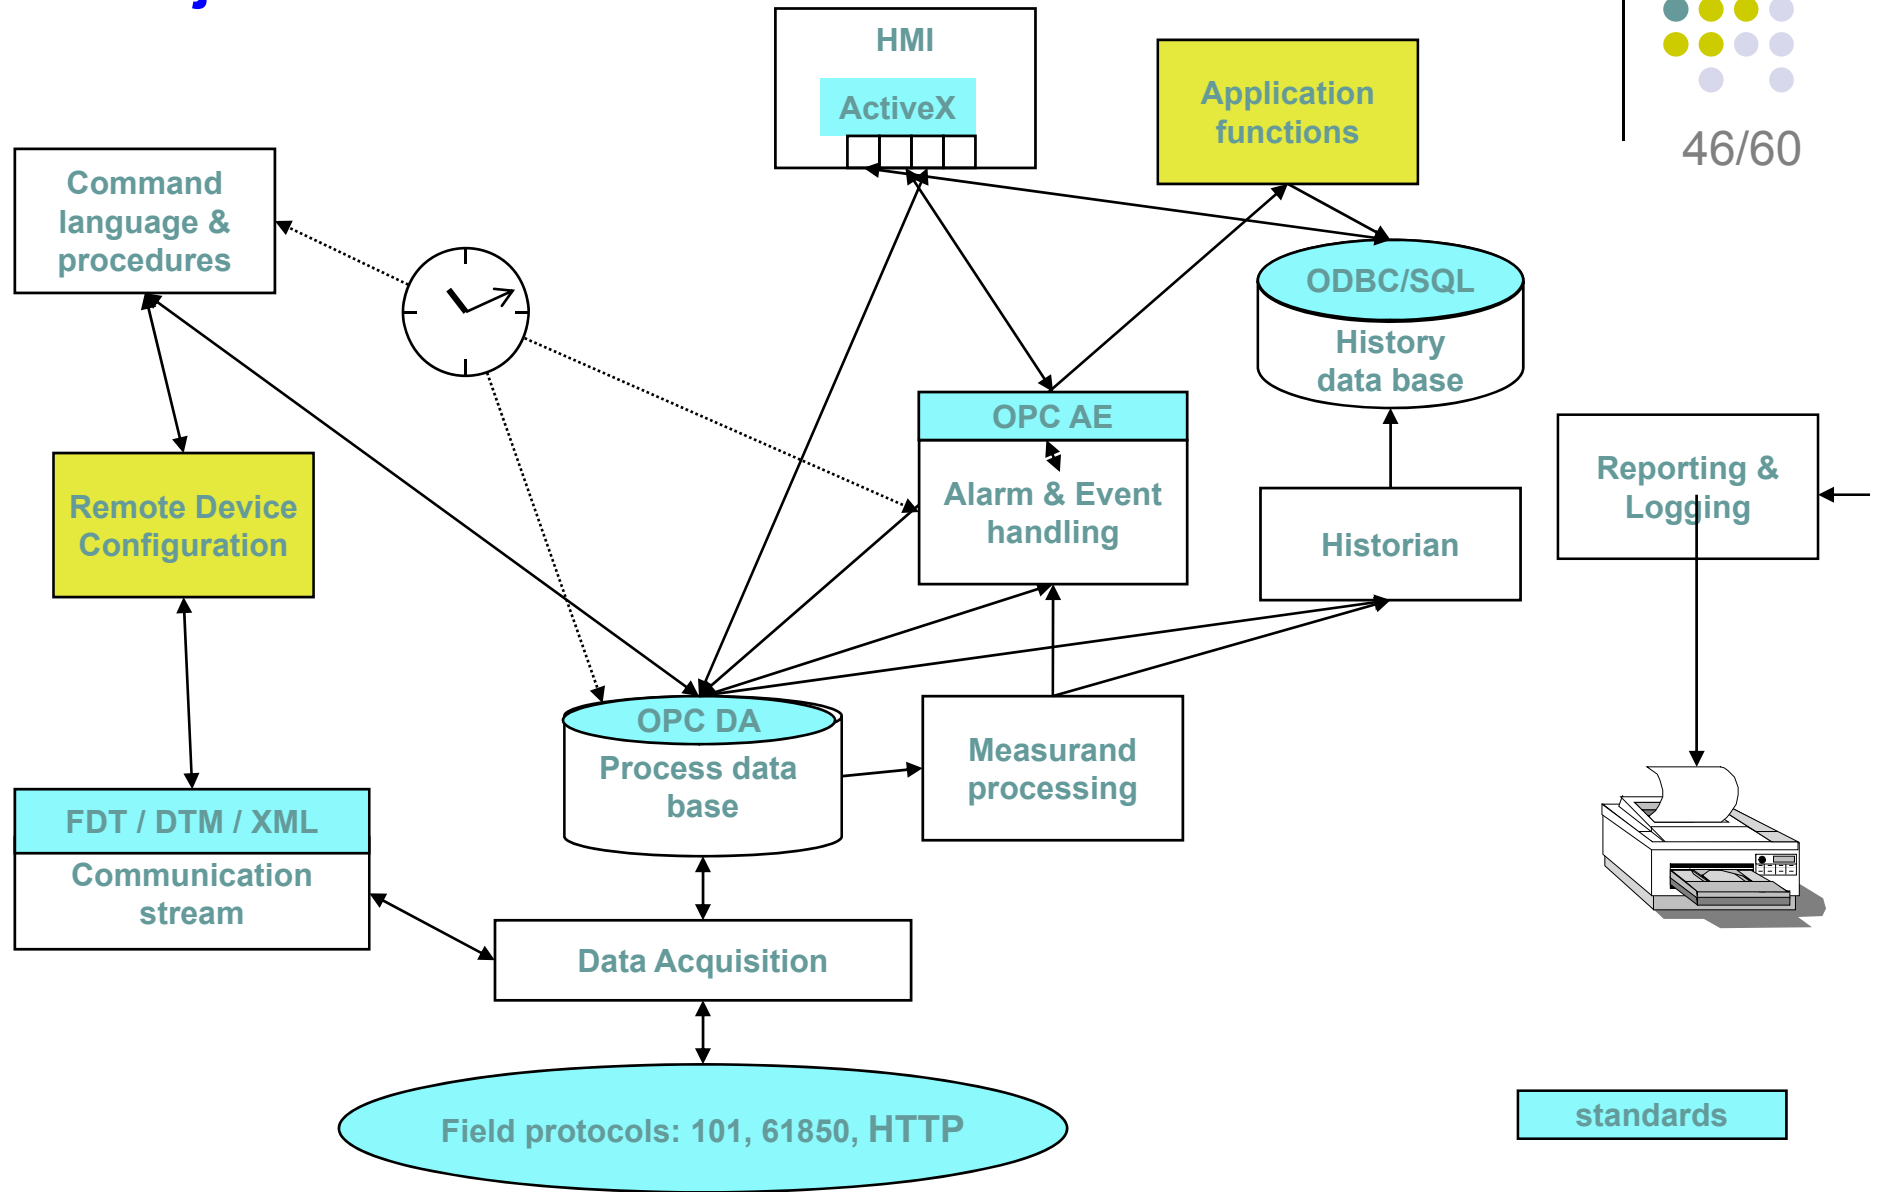 HMI
ActiveX
Application
functions
46/60
Command
language &
procedures
ODBC/SQL
History
data base
OPC AE
Alarm & Event
handling
Reporting &
Logging
Remote Device
Configuration
Historian
OPC DA
Process data
base
Measurand
processing
FDT / DTM / XML
Communication
stream
Data Acquisition
Field protocols: 101, 61850, HTTP
standards